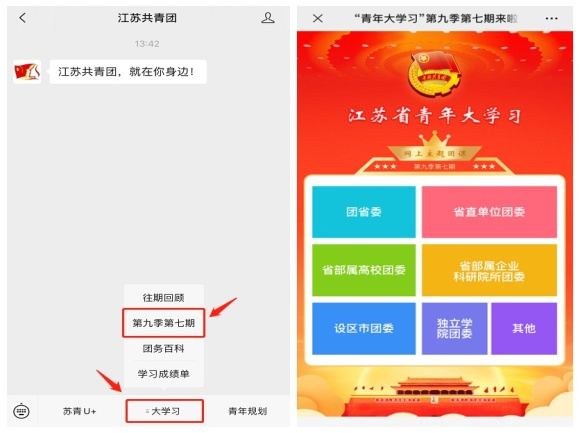 江苏共青团
13:42
江苏共青团，就在你身边！
往期回顾
第九季第七期
团务百科
学习成绩单
苏青U+
大学习
青年规划
“青年大学习”第九季第七期来啦
江苏省青年大学习
网上主题团课
第九季第七期
团省委
省直单位团委
省部属高校团委
省部属企业
科研院所团委
设区市团委
独立学
院团委
其他